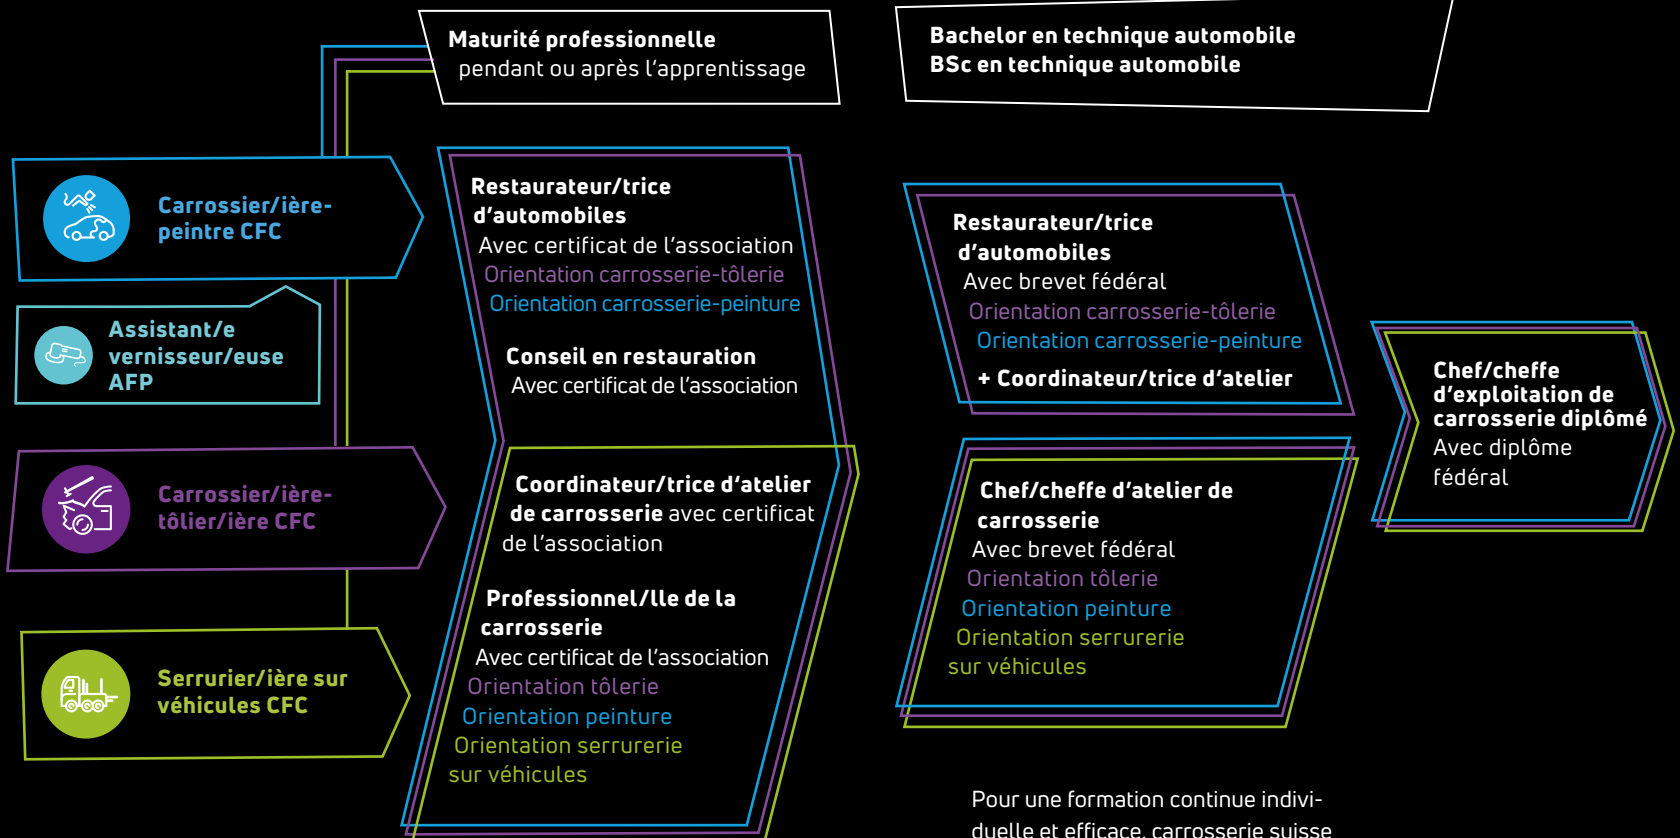 Maturité professionnelle
pendant ou après l'apprentissage
Bachelor en technique automobile
BSc en technique automobile
Carrossier/ière-
peintre CFC
Assistant/e
vernisseur/euse
AFP
Carrossier/ière-
tôlier/ière CFC
Serrurier/ière sur
véhicules CFC
Restaurateur/trice
d'automobiles
Avec certificat de l'association
Orientation carrosserie-tôlerie
Orientation carrosserie-peinture
Conseil en restauration
Avec certificat de l'association
Coordinateur/trice d'atelier
de carrosserie avec certificat
de l'association
Professionnel/lle de la
carrosserie
Avec certificat de l'association
Orientation tôlerie
Orientation peinture
Orientation serrurerie
sur véhicules
Restaurateur/trice
d'automobiles
Avec brevet fédéral
Orientation carrosserie-tôlerie
Orientation carrosserie-peinture
+ Coordinateur/trice d'atelier
Chef/cheffe d'atelier de
carrosserie
Avec brevet fédéral
Orientation tôlerie
Orientation peinture
Orientation serrurerie
sur véhicules
Chef/cheffe
d'exploitation de
carrosserie diplômé
Avec diplôme
fédéral
Pour une formation continue indivi-
duelle et efficace, carrosserie suisse